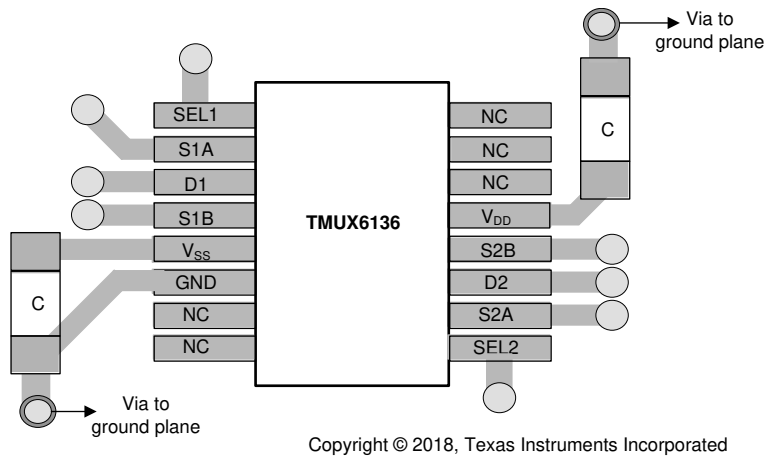 Via to
ground plane
SEL1
S1A
D1
S1B
VSS
GND
NC
NC
C
TMUX6136
NC
NC
NC
VDD
S2B
D2
S2A
SEL2
C
Via to
ground plane
Copyright © 2018, Texas Instruments Incorporated